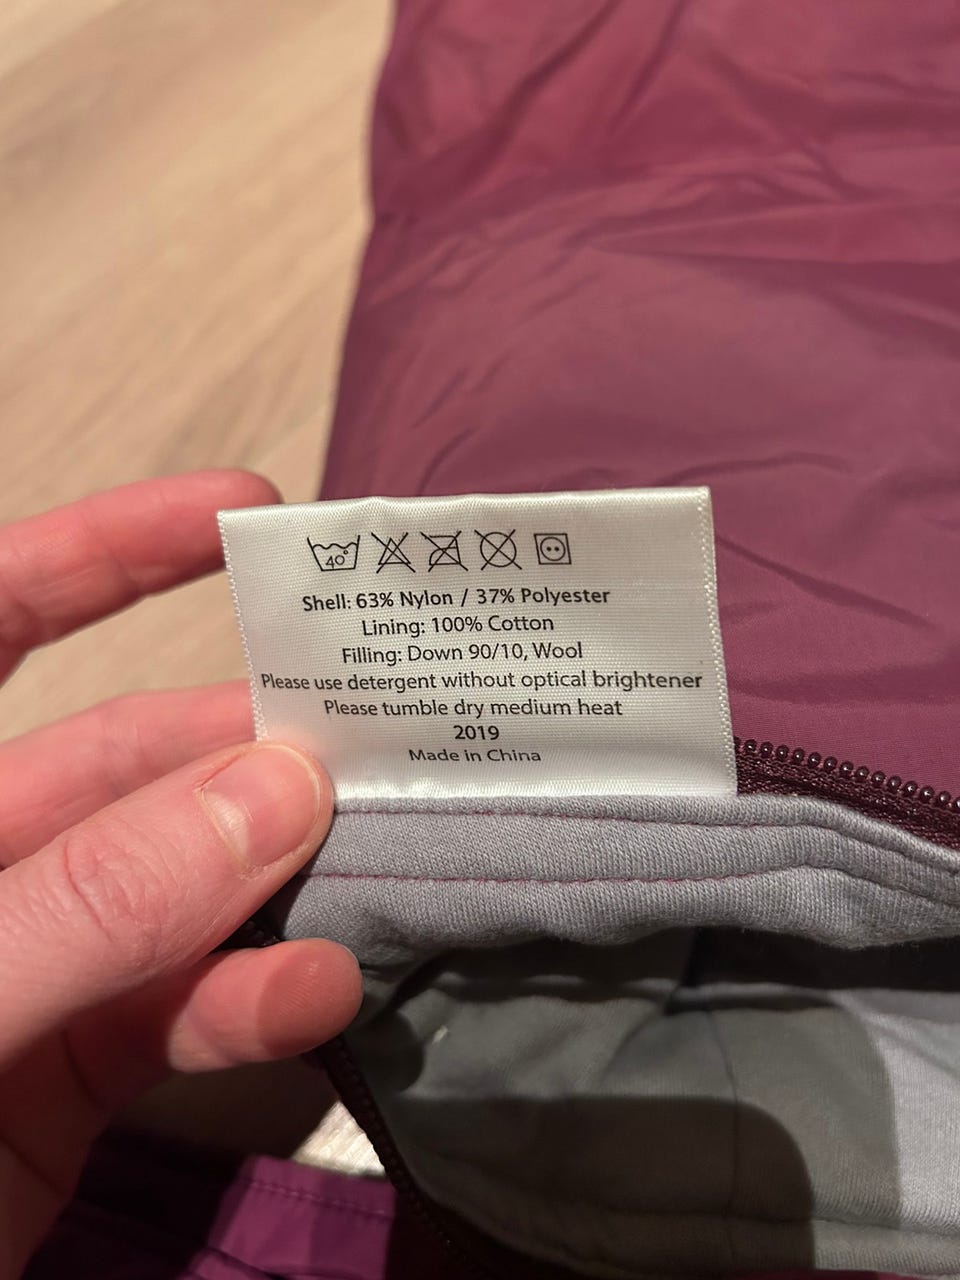 40°
Shell: 63% Nylon / 37% Polyester
Lining: 100% Cotton
Filling: Down 90/10, Wool
Please use detergent without optical brightener
Please tumble dry medium heat
2019
Made in China